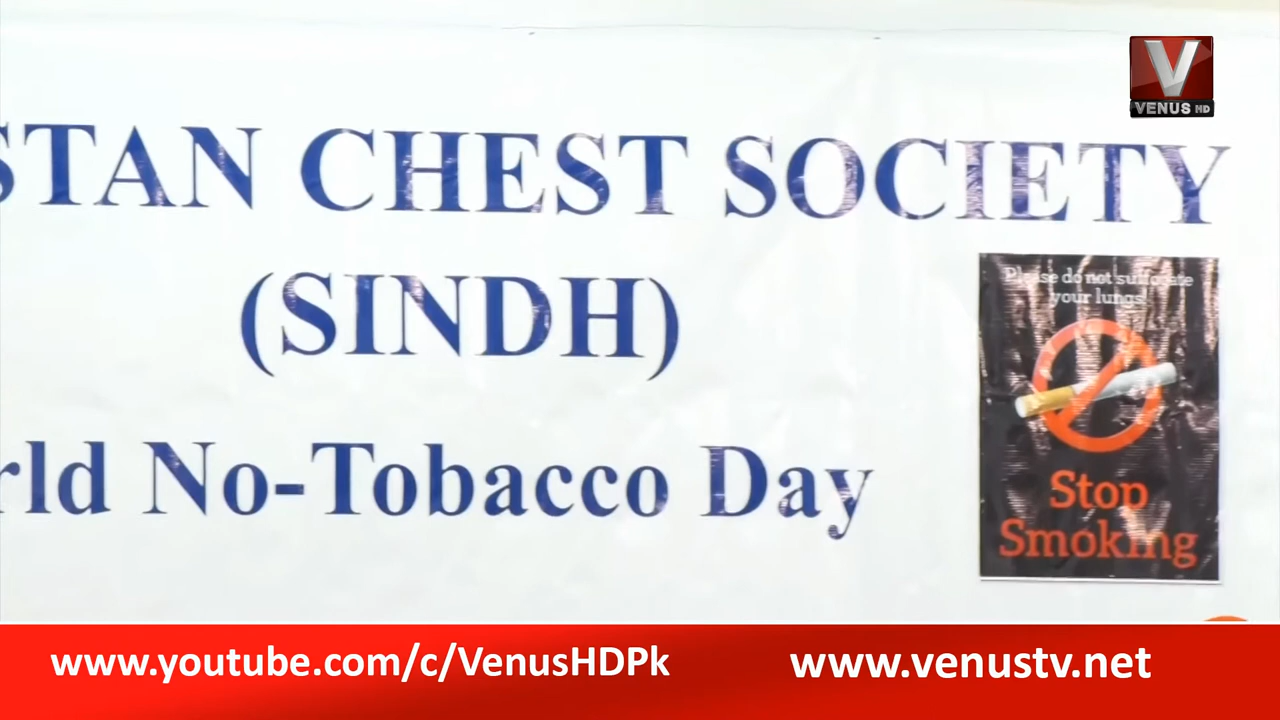 VENUS HD
STAN CHEST SOCIETY
(SINDH)
rld No-Tobacco Day
Please do not suffocate
your lungs!
Stop
Smoking
www.youtube.com/c/VenusHDPk
www.venustv.net